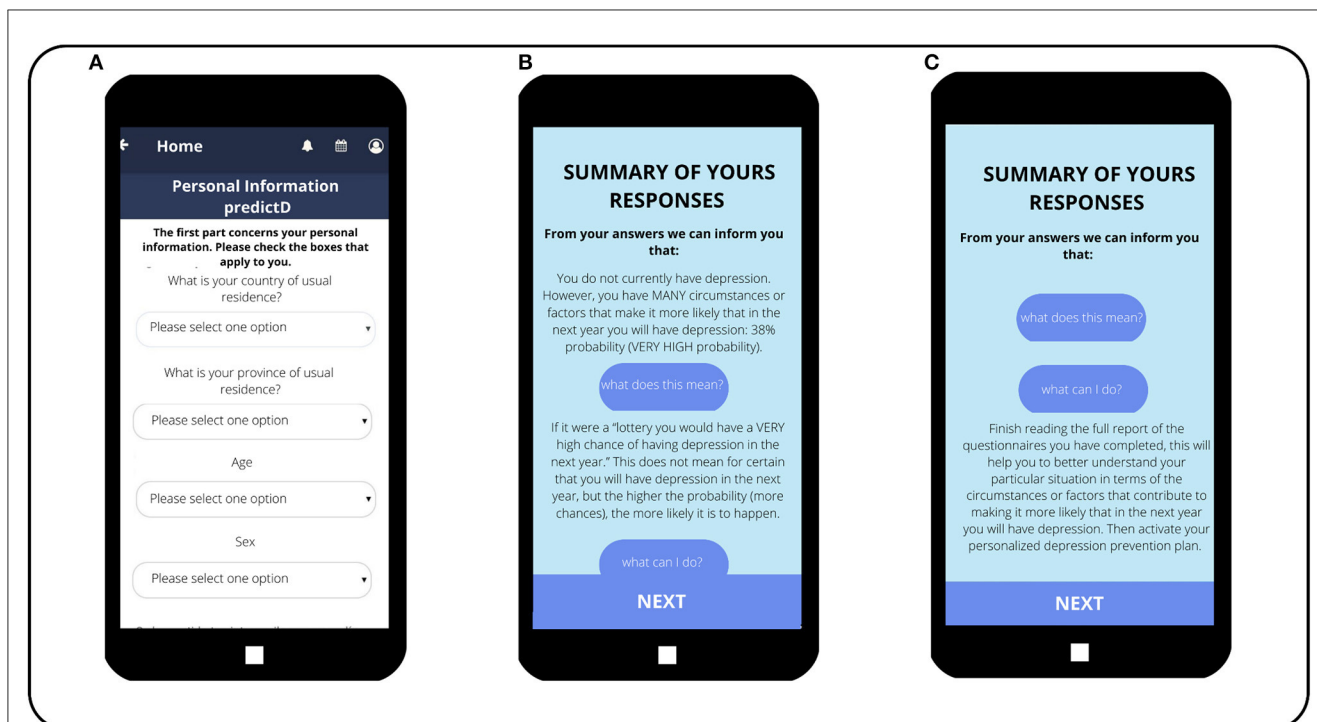 A
Home
Personal Information
predictD
The first part concerns your personal
information. Please check the boxes that
apply to you.
What is your country of usual
residence?
Please select one option
What is your province of usual
residence?
Please select one option
Age
Please select one option
Sex
Please select one option
B
SUMMARY OF YOURS
RESPONSES
From your answers we can inform you
that:
You do not currently have depression.
However, you have MANY circumstances or
factors that make it more likely that in the
next year you will have depression: 38%
probability (VERY HIGH probability).
what does this mean?
If it were a “lottery you would have a VERY
high chance of having depression in the
next year.” This does not mean for certain
that you will have depression in the next
year, but the higher the probability (more
chances), the more likely it is to happen.
what can I do?
NEXT
C
SUMMARY OF YOURS
RESPONSES
From your answers we can inform you
that:
what does this mean?
what can I do?
Finish reading the full report of the
questionnaires you have completed, this will
help you to better understand your
particular situation in terms of the
circumstances or factors that contribute to
making it more likely that in the next year
you will have depression. Then activate your
personalized depression prevention plan.
NEXT